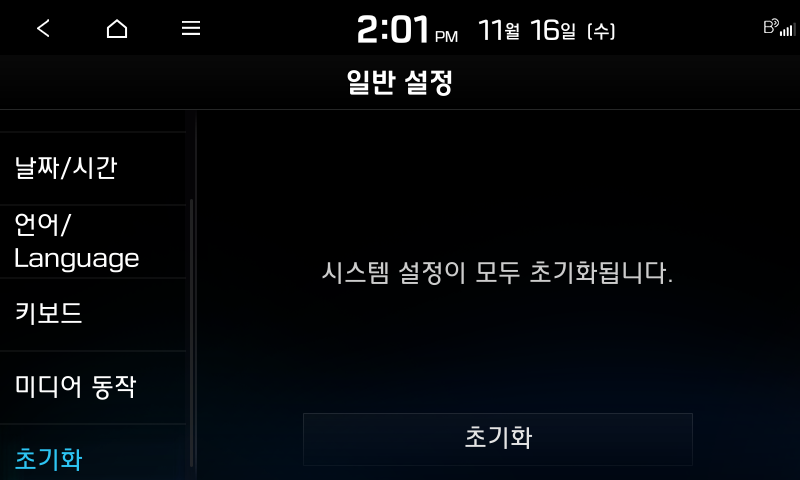 2:01 PM 11월 16일 (수)
일반 설정
날짜/시간
언어/
Language
키보드
미디어 동작
초기화
시스템 설정이 모두 초기화됩니다.
초기화